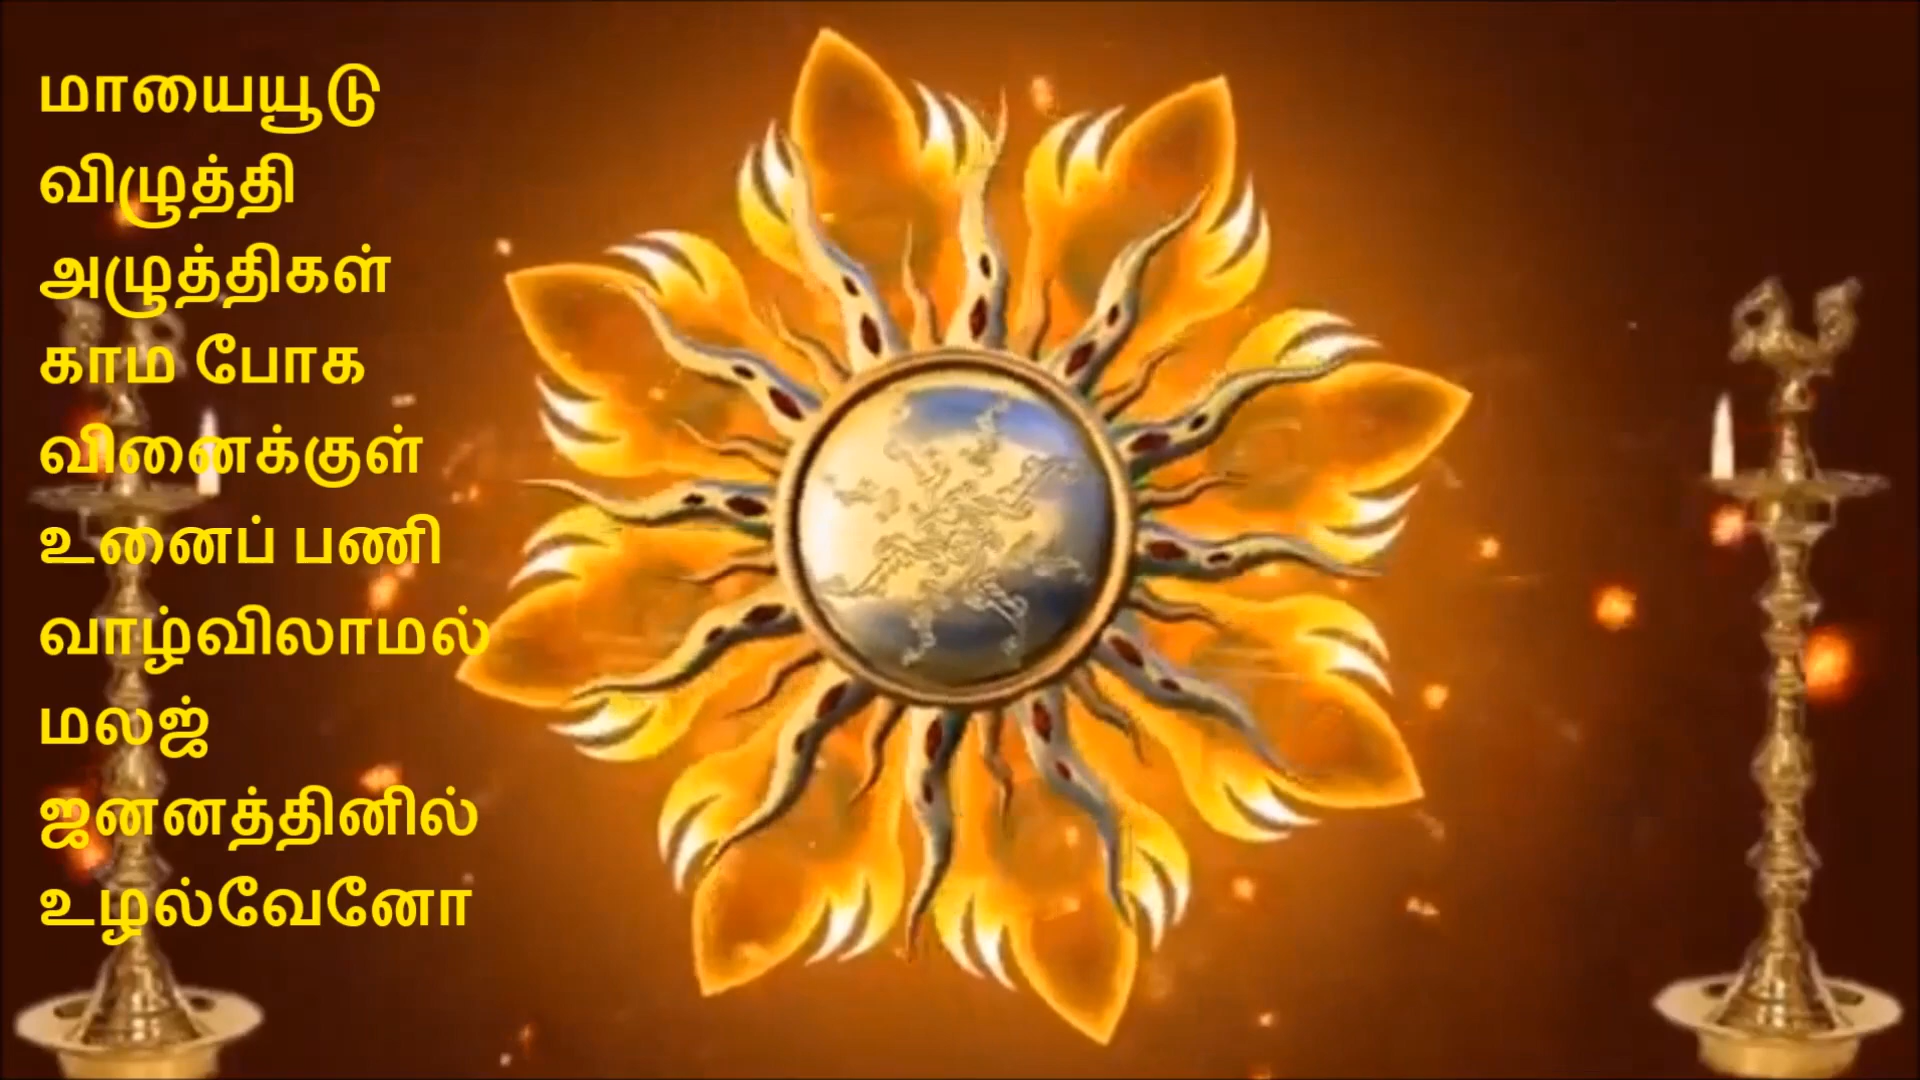 மாயையூடு
விழுத்தி
அழுத்திகள்
காம போக
வினைக்குள்
உனைப் பணி
வாழ்விலாமல்
மலஜ்
ஜனனத்தினில்
உழல்வேனோ